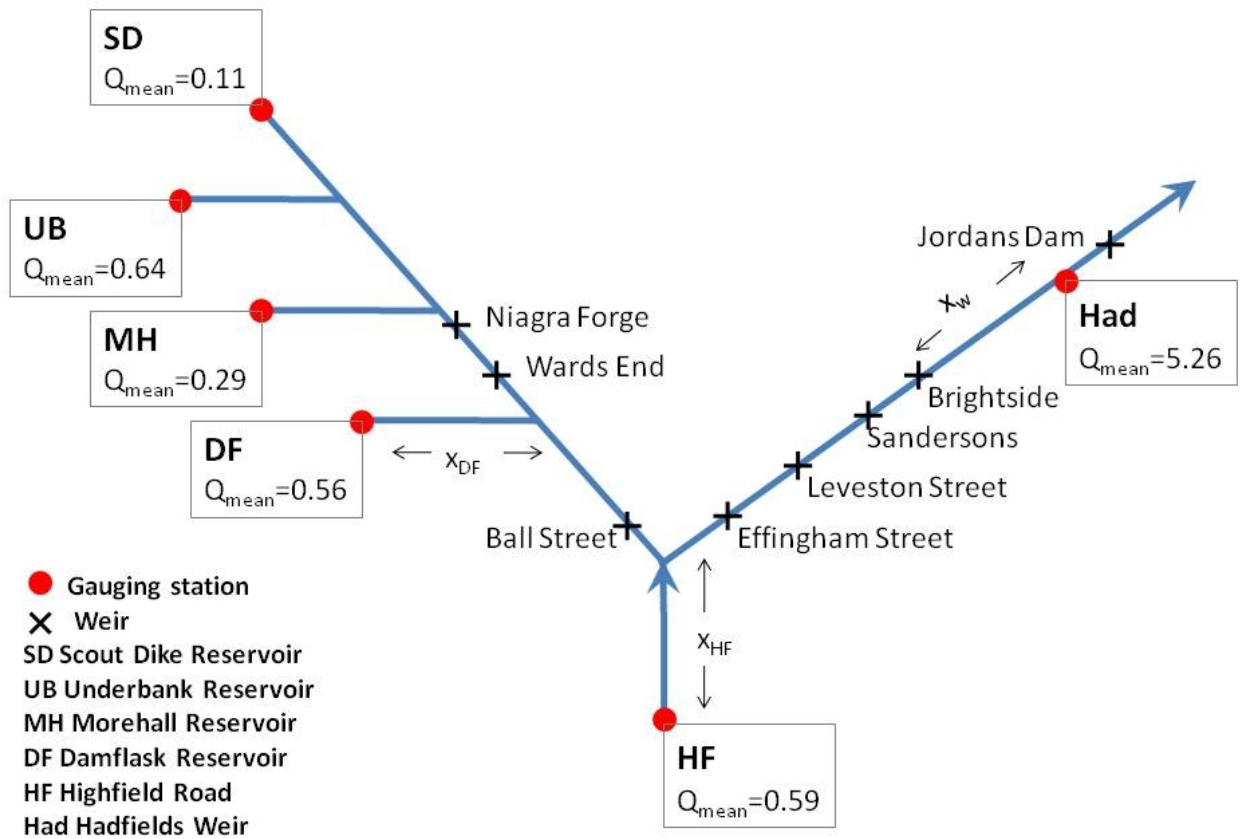 SD
Qmean=0.11
UB
Qmean=0.64
MH
Qmean=0.29
DF
Qmean=0.56
xDF
Niagra Forge
Wards End
Ball Street
Jordans Dam
xw
Had
Qmean=5.26
Brightside
Sandersons
Leveston Street
Effingham Street
xHF
HF
Qmean=0.59
Gauging station
Weir
SD Scout Dike Reservoir
UB Underbank Reservoir
MH Morehall Reservoir
DF Damflask Reservoir
HF Highfield Road
Had Hadfields Weir